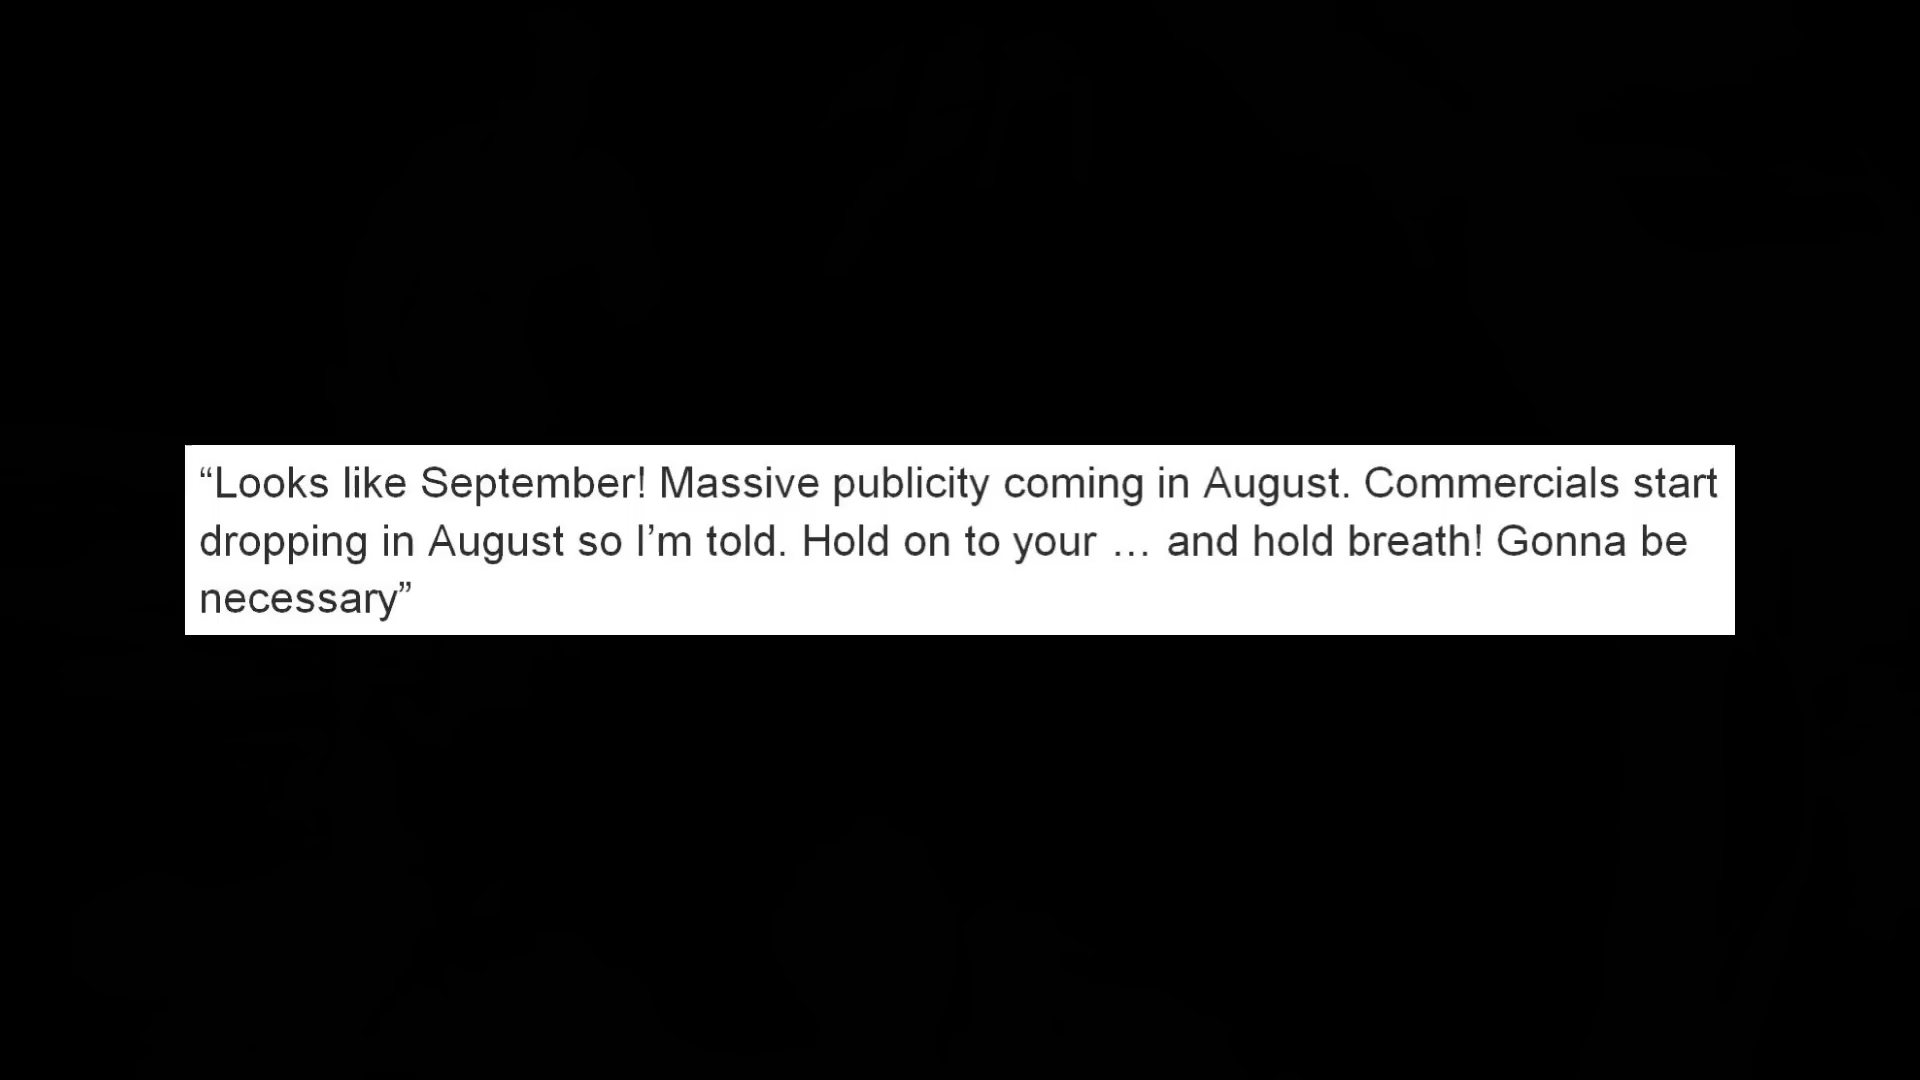 “Looks like September! Massive publicity coming in August. Commercials start
dropping in August so I’m told. Hold on to your … and hold breath! Gonna be
necessary”